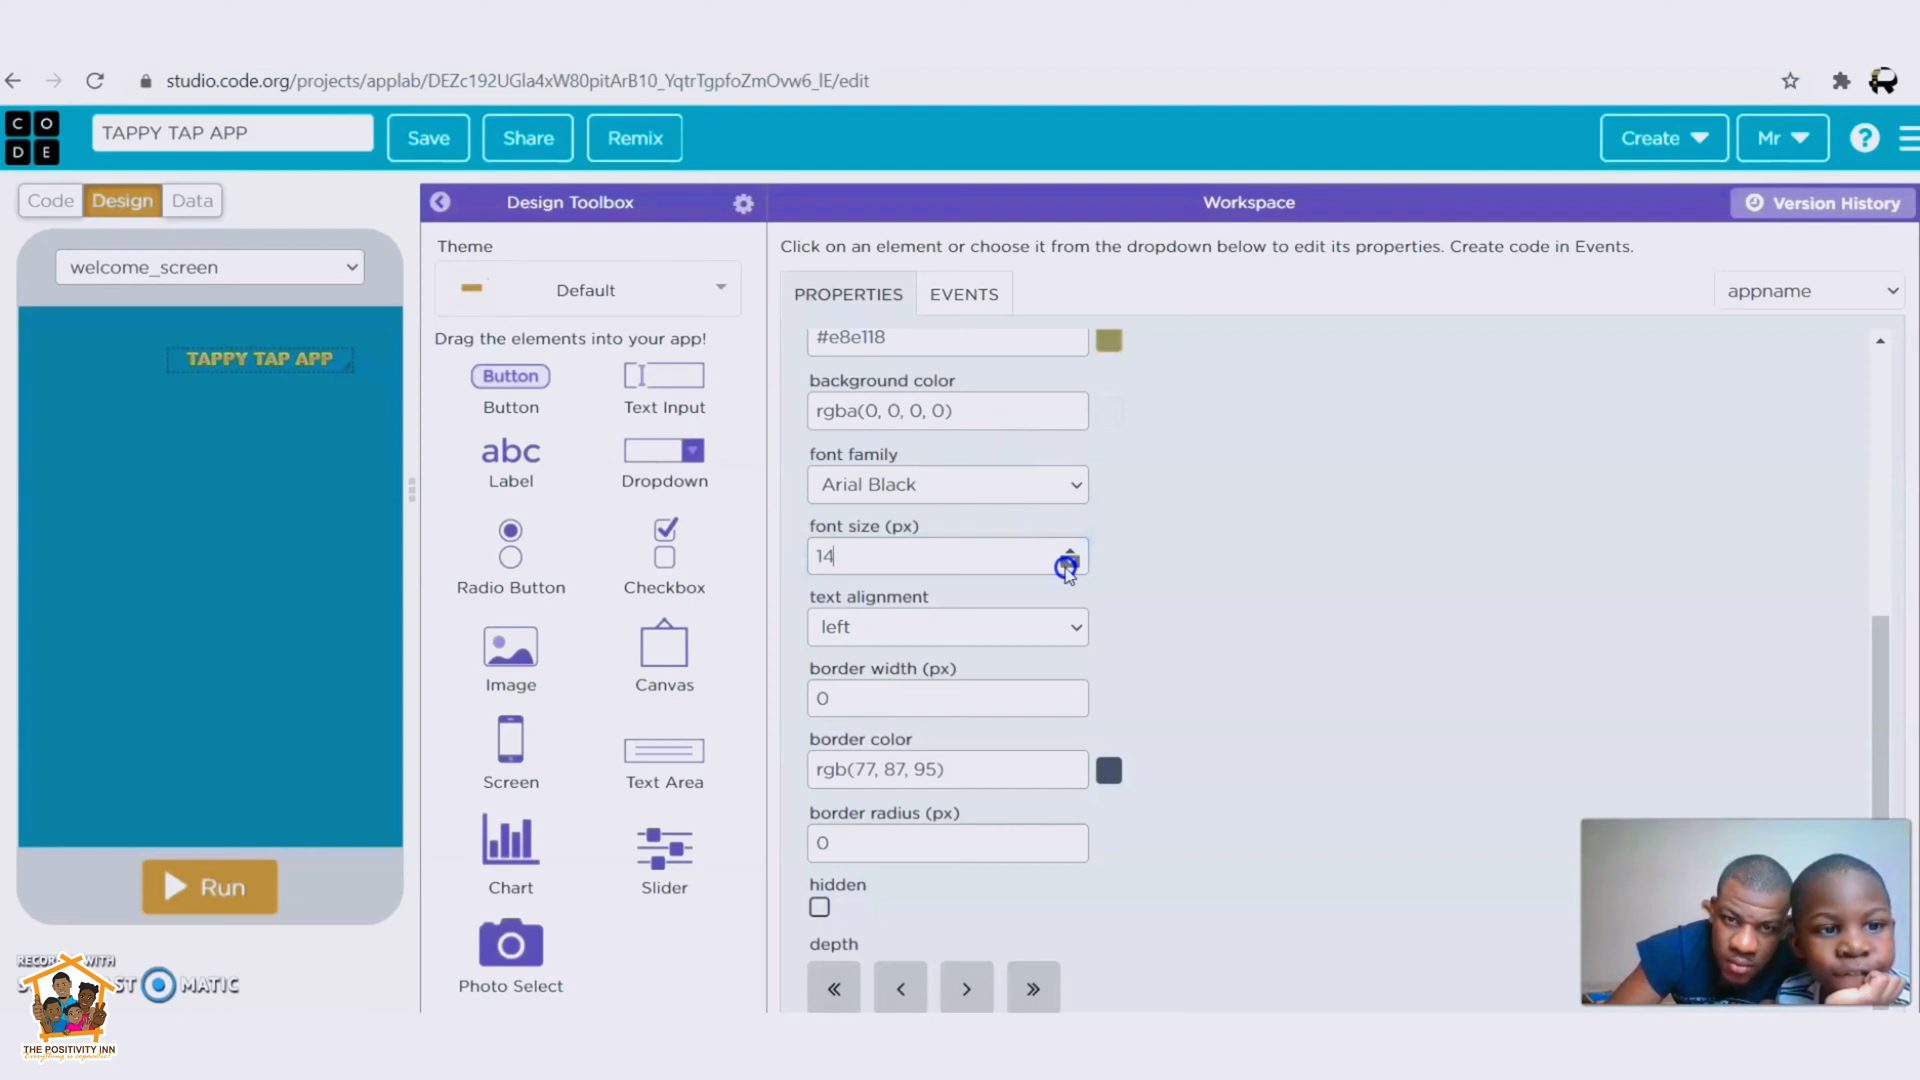 studio.code.org/projects/applab/DEZc192UGla4xW80pitArB10_YqtrTgpfoZmOvw6_lE/edit
C O
D E
TAPPY TAP APP
Save
Share
Remix
Create
Mr
?
Code
Design
Data
Design Toolbox
Workspace
Version History
welcome_screen
Theme
Default
Click on an element or choose it from the dropdown below to edit its properties. Create code in Events.
PROPERTIES
EVENTS
appname
TAPPY TAP APP
Drag the elements into your app!
Button
Button
Text Input
abc
Label
Dropdown
Radio Button
Checkbox
Image
Canvas
Screen
Text Area
Chart
Slider
Photo Select
#e8e118
background color
rgba(0, 0, 0, 0)
font family
Arial Black
font size (px)
14
text alignment
left
border width (px)
0
border color
rgb(77, 87, 95)
border radius (px)
0
hidden
depth
Run
RECORDED WITH
MATIC
THE POSITIVITY INN